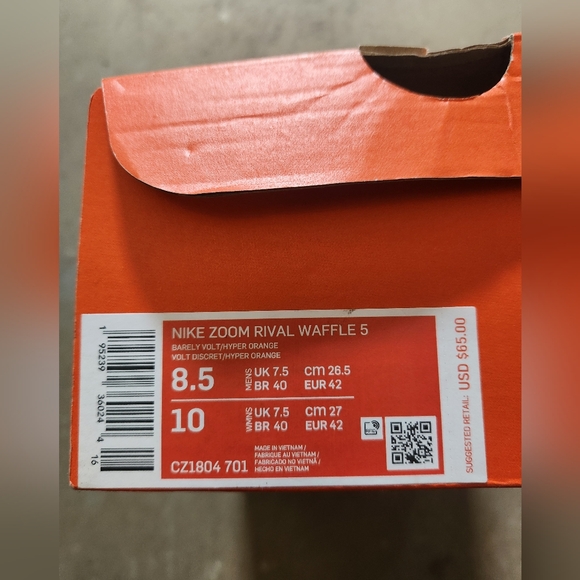 NIKE ZOOM RIVAL WAFFLE 5
BARELY VOLT/HYPER ORANGE
VOLT DISCRET/HYPER ORANGE
8.5 MENS UK 7.5 CM 26.5
BR 40 EUR 42
10 WMNS UK 7.5 CM 27
BR 40 EUR 42
MADE IN VIETNAM /
FABRIQUÉ AU VIETNAM /
FABRICADO NO VIETNÃ /
HECHO EN VIETNAM
CZ1804 701
1 95239 36024 4
16
SUGGESTED RETAIL: USD $65.00